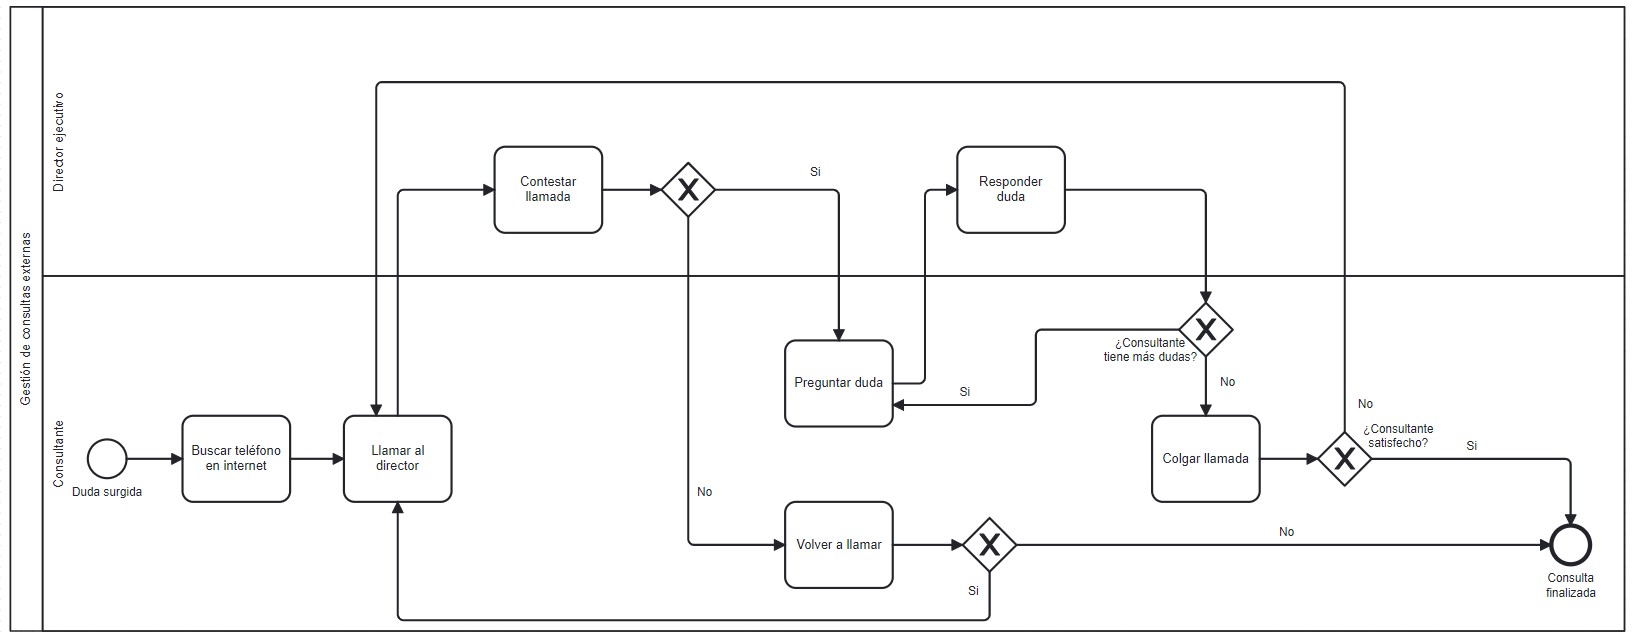 Gestión de consultas externas
Director ejecutivo
Contestar
llamada
Si
Responder
duda
Consultante
Duda surgida
Buscar teléfono
en internet
Llamar al
director
Preguntar duda
¿Consultante
tiene más dudas?
Si
No
Colgar llamada
No
¿Consultante
satisfecho?
Si
No
Volver a llamar
Si
No
Consulta
finalizada